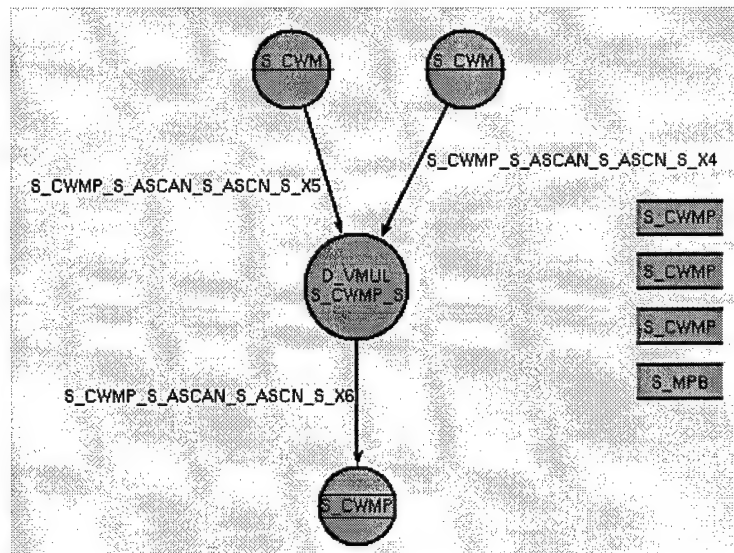 S_CWM
S_CWM
S_CWMP_S_ASCAN_S_ASCN_S_X4
S_CWMP_S_ASCAN_S_ASCN_S_X5
S_CWMP
S_CWMP
S_CWMP
S_MPB
D_VMUL
S_CWMP_S
S_CWMP_S_ASCAN_S_ASCN_S_X6
S_CWMP